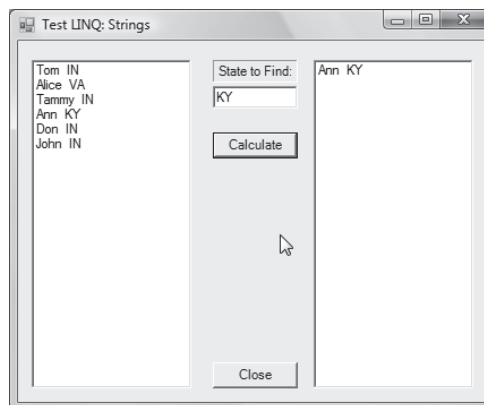 Test LINQ: Strings
Tom IN
Alice VA
Tammy IN
Ann KY
Don IN
John IN
State to Find:
KY
Calculate
Close
Ann KY